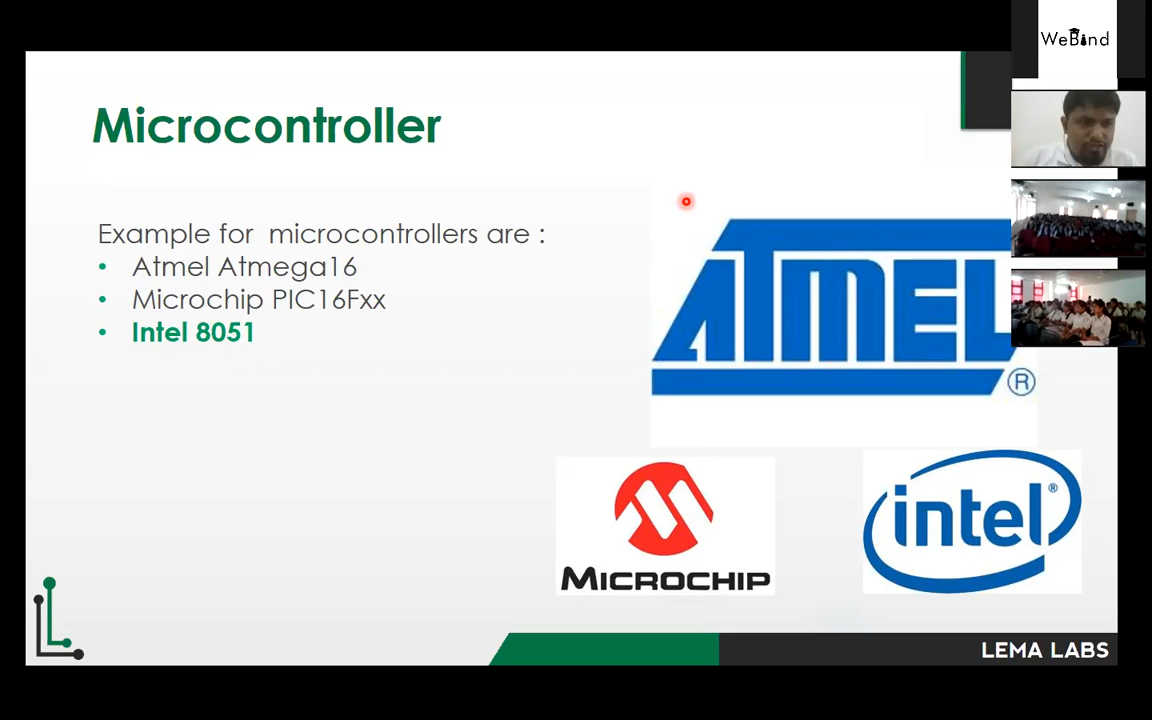 WeBind
Microcontroller
Example for microcontrollers are :
• Atmel Atmega16
• Microchip PIC16Fxx
• Intel 8051
ATMEL
®
MICROCHIP
intel
®
LEMA LABS